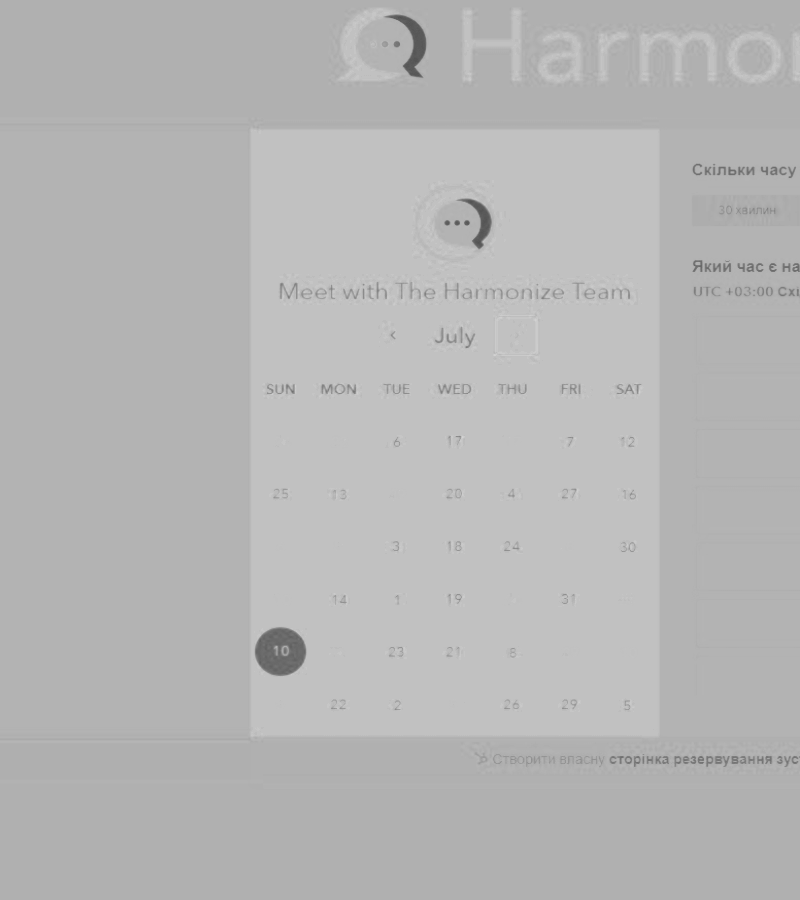 Harmo
Скільки часу
30 хвилин
Meet with The Harmonize Team
Який час є на
UTC +03:00 Схі
‹ July
SUN MON TUE WED THU FRI SAT
6 17 7 12
25 13 20 4 27 16
3 18 24 30
14 1 19 31
10 23 21 8
22 2 26 29 5
Створити власну сторінка резервування зус